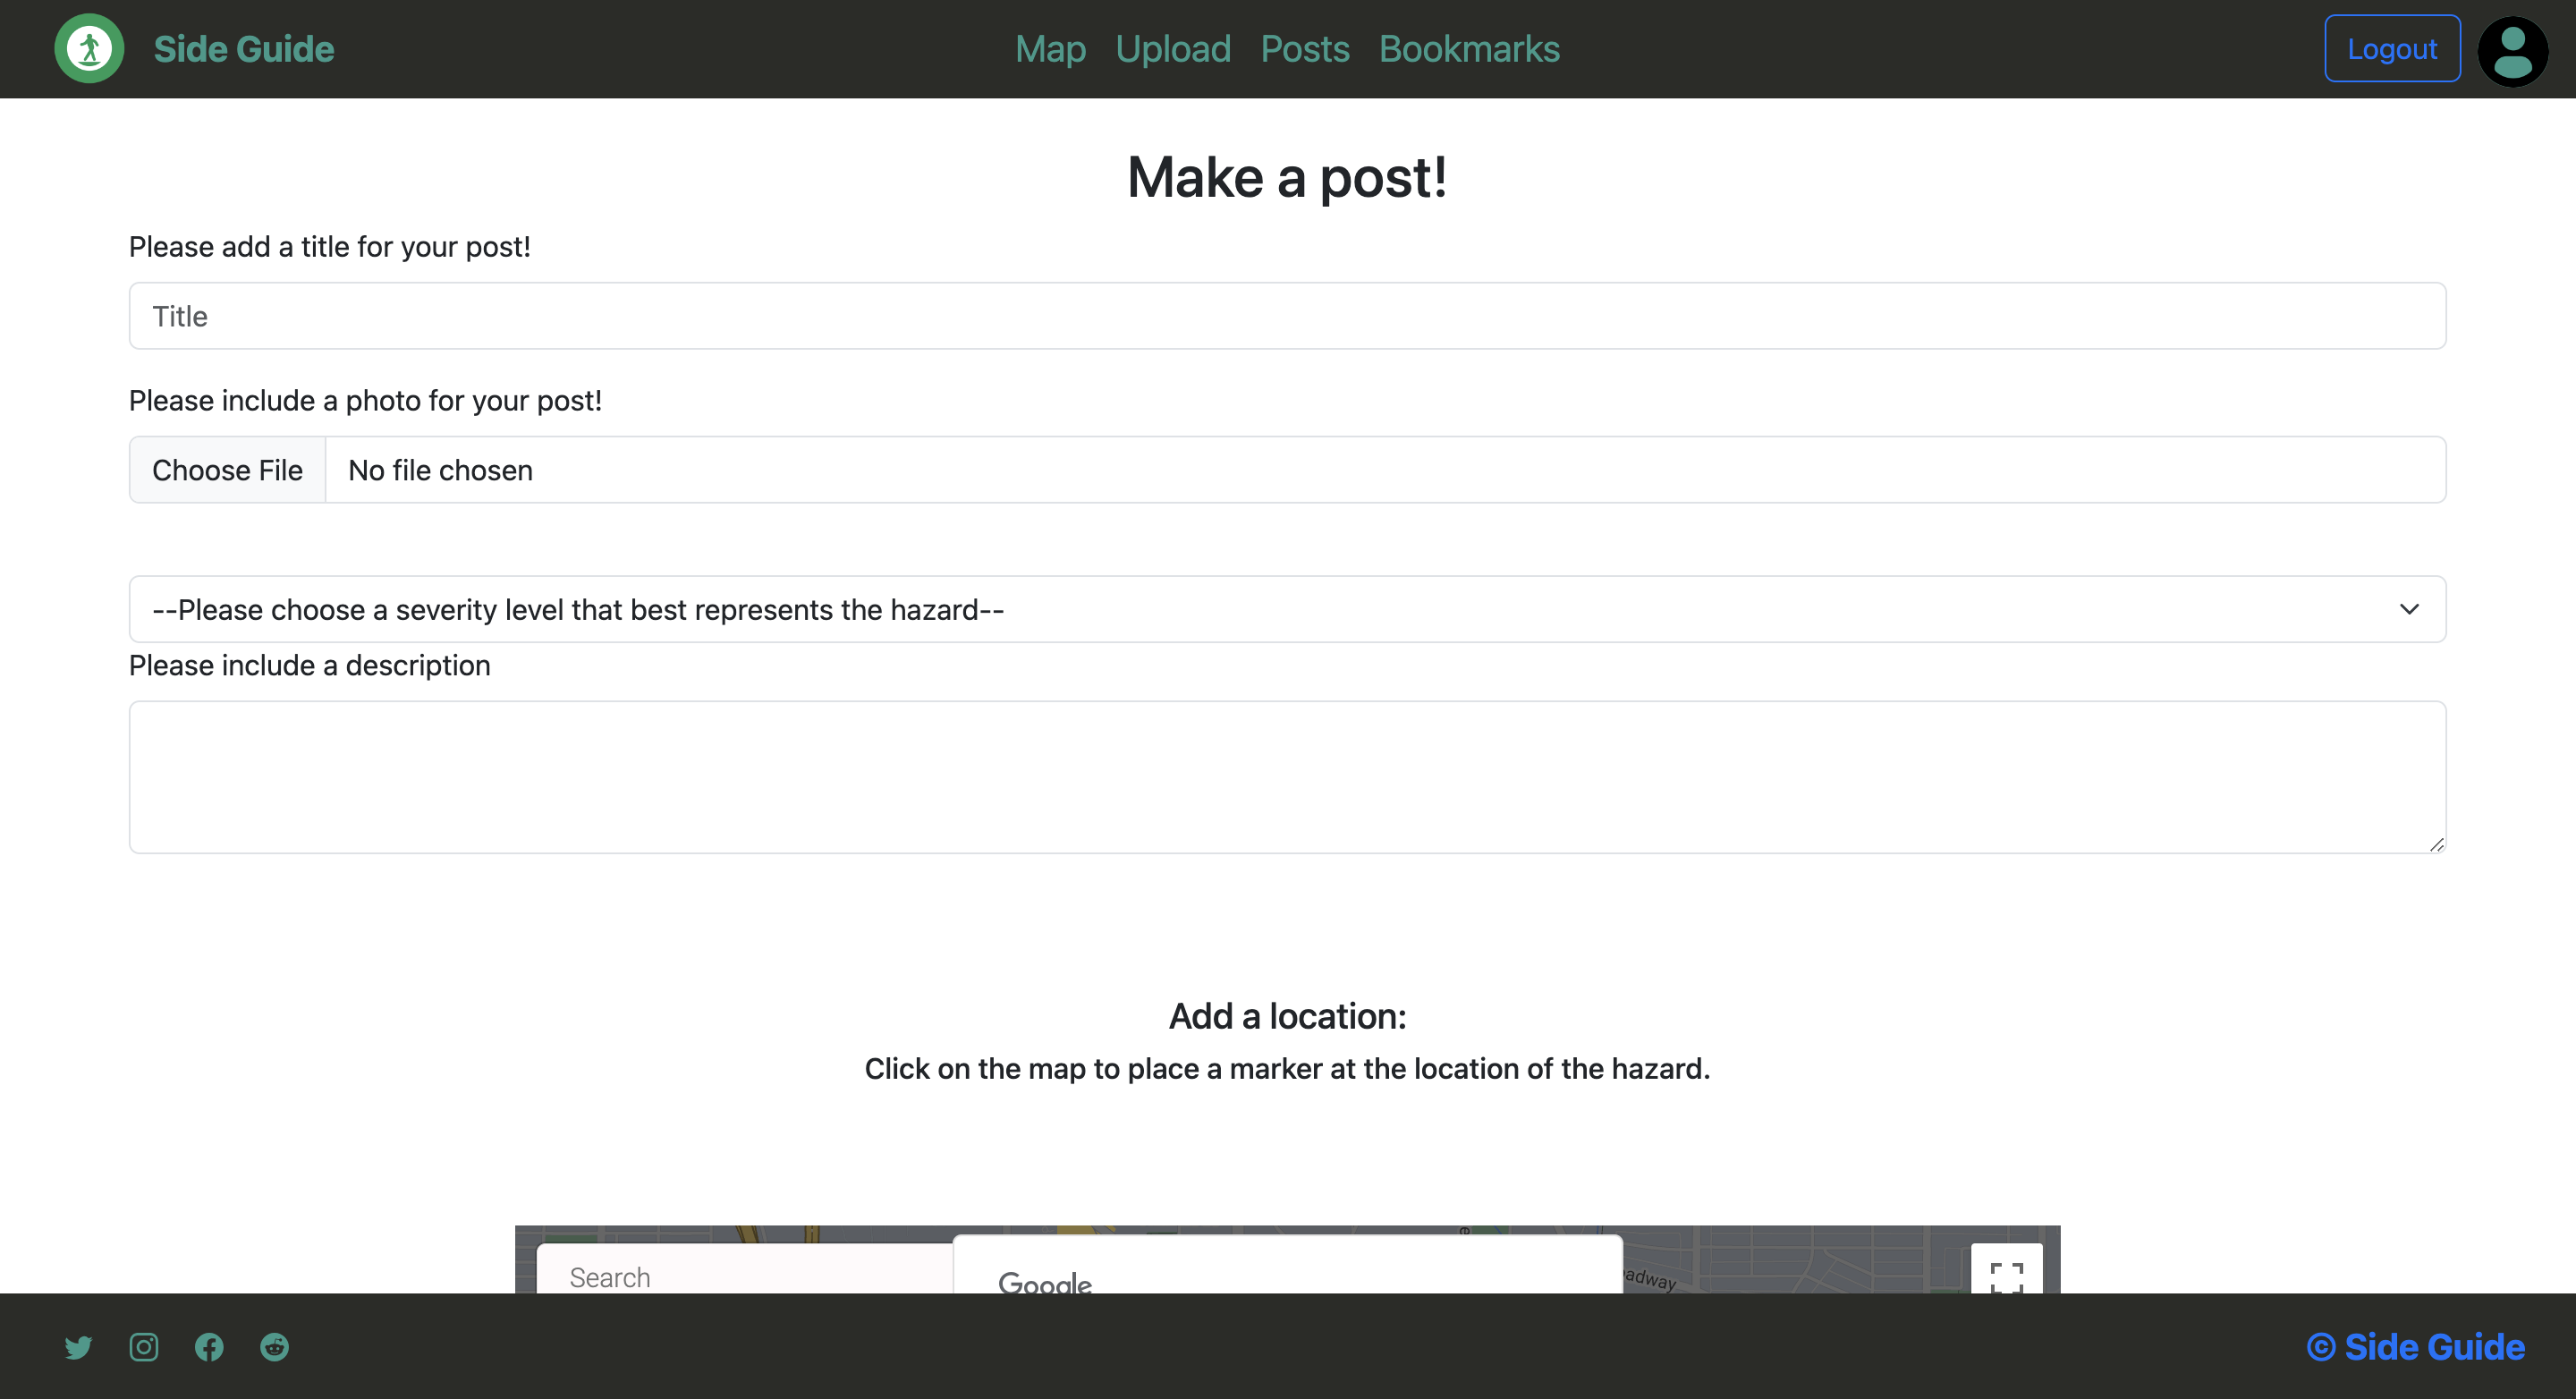 Side Guide
Map Upload Posts Bookmarks
Logout
Make a post!
Please add a title for your post!
Title
Please include a photo for your post!
Choose File No file chosen
--Please choose a severity level that best represents the hazard--
Please include a description
Add a location:
Click on the map to place a marker at the location of the hazard.
Search
Google
© Side Guide